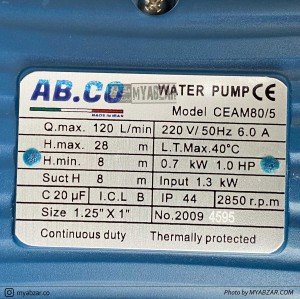 MYABZAR
AB.CO WATER PUMP CE
MADE IN IRAN
Model CEAM80/5
Q.max. 120 L/min 220 V/50Hz 6.0 A
H.max. 28 m L.T.Max.40°C
H.min. 8 m 0.7 kW 1.0 HP
Suct H 8 m Input 1.3 kW
C 20 µF I.C.L B IP 44 2850 r.p.m
Size 1.25" X 1" No.2009 4595
Continuous duty Thermally protected
myabzar.co Photo by MYABZAR.COM